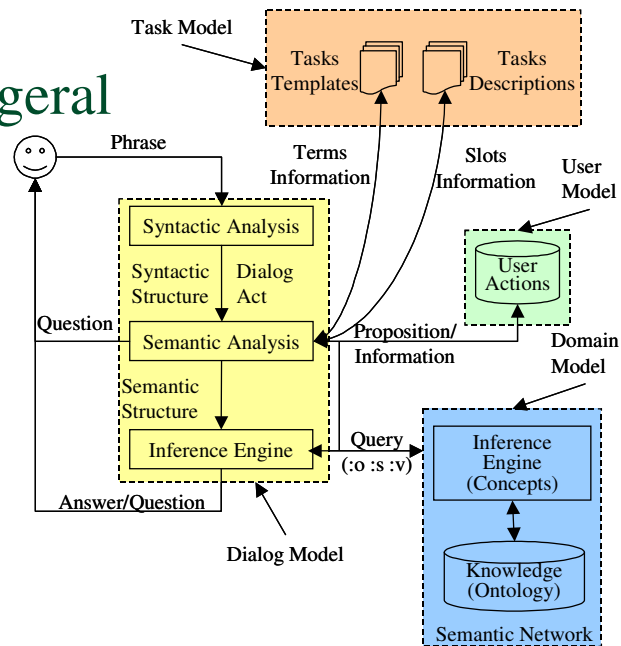 Task Model
Tasks
Templates
Tasks
Descriptions
geral
Phrase
Terms
Information
Slots
Information
User
Model
Syntactic Analysis
User
Actions
Syntactic
Structure
Dialog
Act
Question
Semantic Analysis
Proposition/
Information
Domain
Model
Semantic
Structure
Inference Engine
Query
(:o :s :v)
Inference
Engine
(Concepts)
Answer/Question
Dialog Model
Knowledge
(Ontology)
Semantic Network